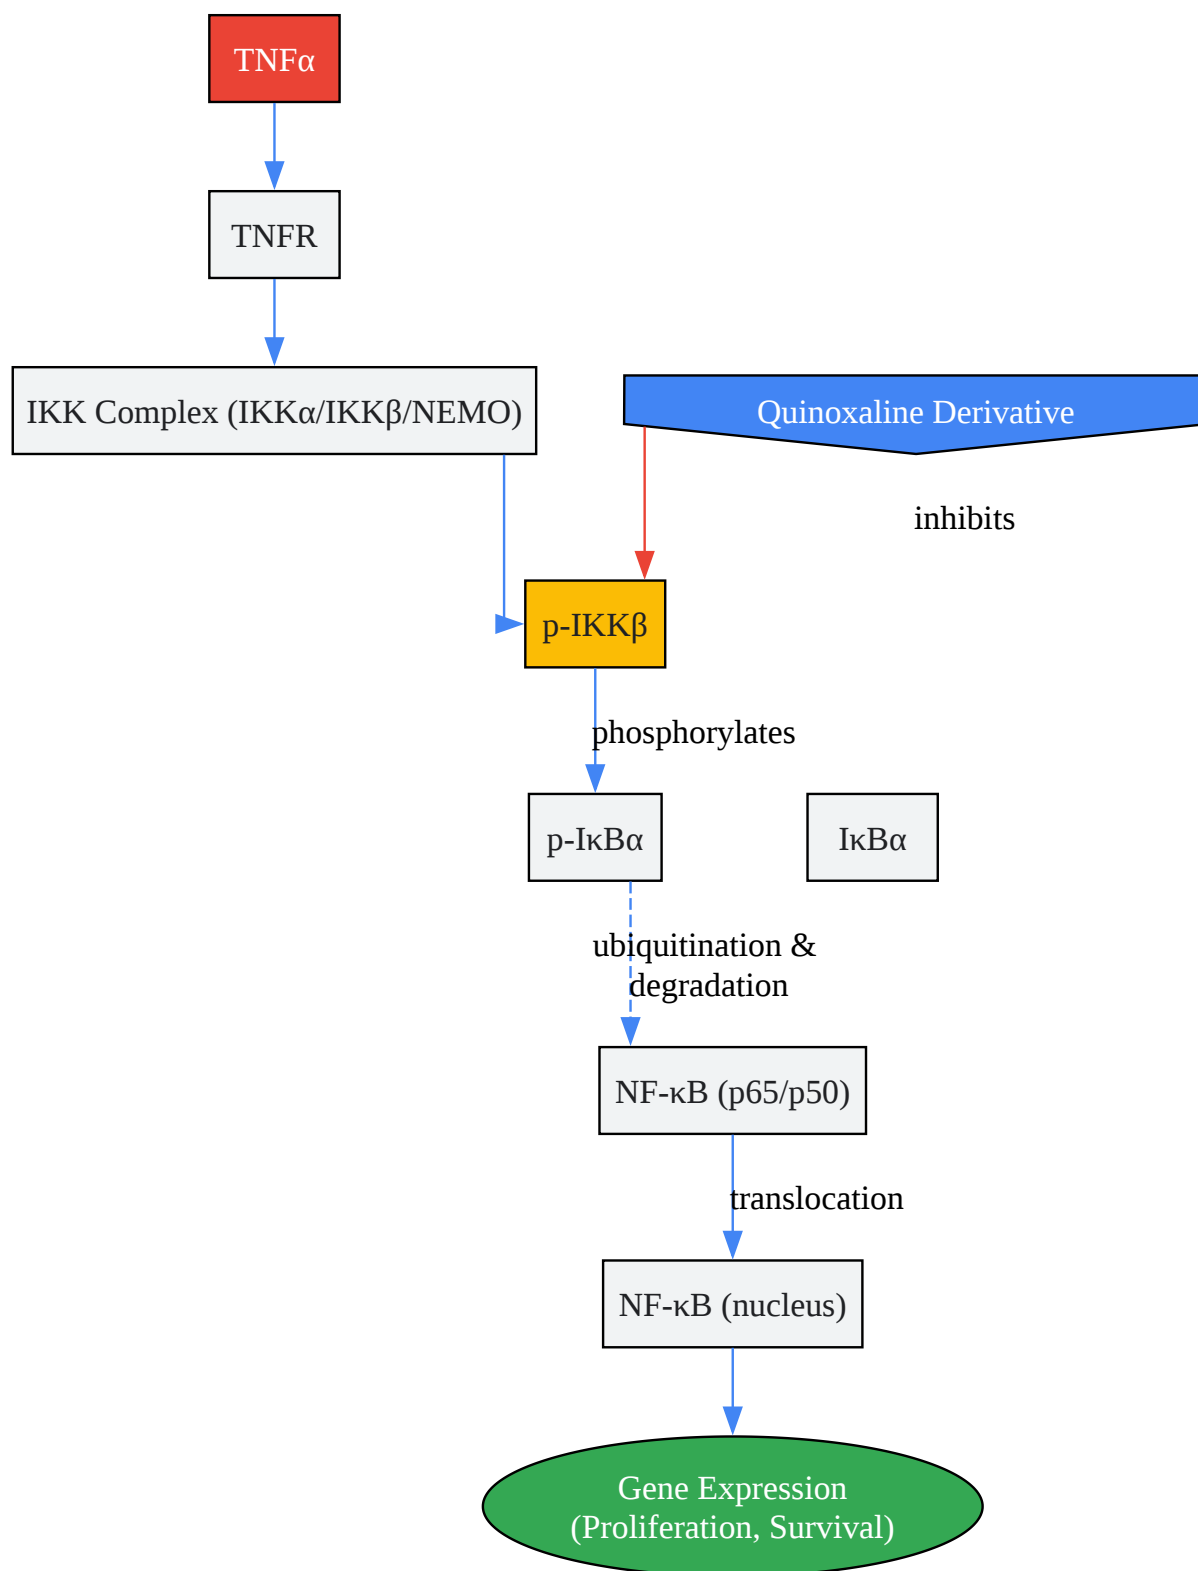 TNFα
TNFR
IKK Complex (IKKα/IKKβ/NEMO)
Quinoxaline Derivative
inhibits
p-IKKβ
phosphorylates
p-IκBα
IκBα
ubiquitination &
degradation
NF-κB (p65/p50)
translocation
NF-κB (nucleus)
Gene Expression
(Proliferation, Survival)